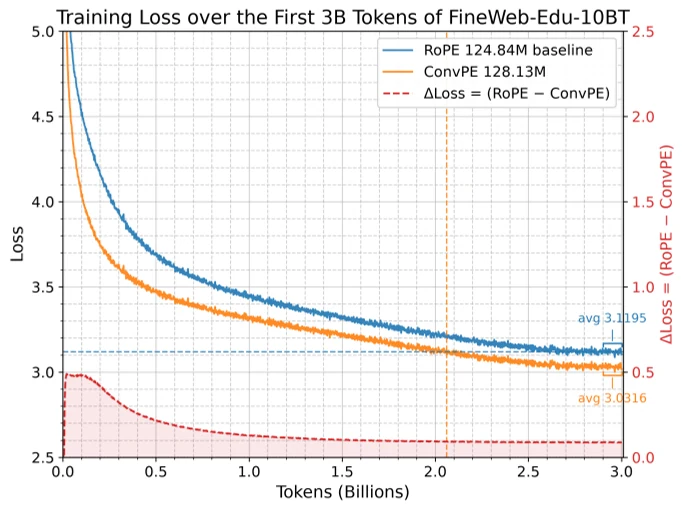 Training Loss over the First 3B Tokens of FineWeb-Edu-10BT
RoPE 124.84M baseline
ConvPE 128.13M
ΔLoss = (RoPE − ConvPE)
5.0
4.5
4.0
3.5
3.0
2.5
Loss
2.5
2.0
1.5
1.0
0.5
0.0
ΔLoss = (RoPE − ConvPE)
avg 3.1195
avg 3.0316
0.0 0.5 1.0 1.5 2.0 2.5 3.0
Tokens (Billions)